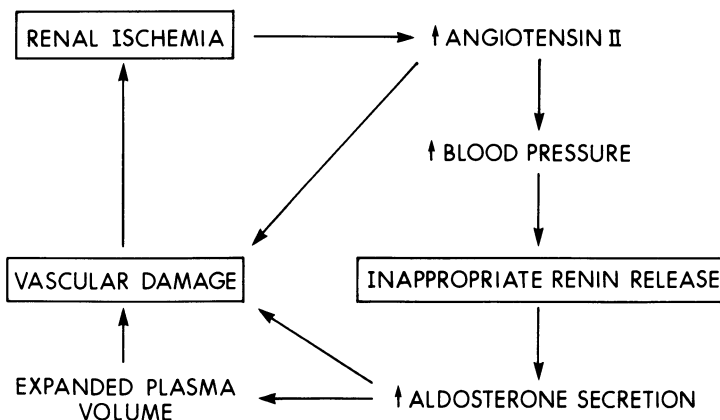 RENAL ISCHEMIA
↑ ANGIOTENSIN II
↑ BLOOD PRESSURE
VASCULAR DAMAGE
INAPPROPRIATE RENIN RELEASE
EXPANDED PLASMA
VOLUME
↑ ALDOSTERONE SECRETION